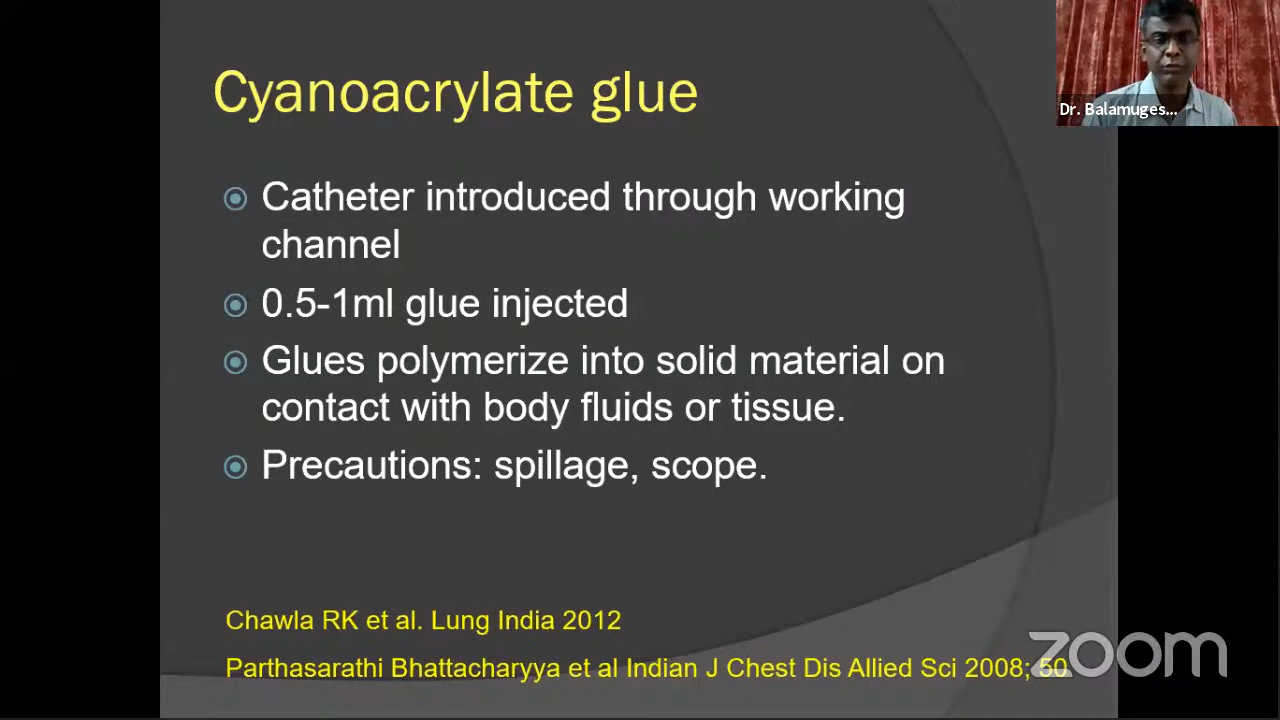 Cyanoacrylate glue
Dr. Balamuges...
Catheter introduced through working
channel
0.5-1ml glue injected
Glues polymerize into solid material on
contact with body fluids or tissue.
Precautions: spillage, scope.
Chawla RK et al. Lung India 2012
Parthasarathi Bhattacharyya et al Indian J Chest Dis Allied Sci 2008; 50
zoom